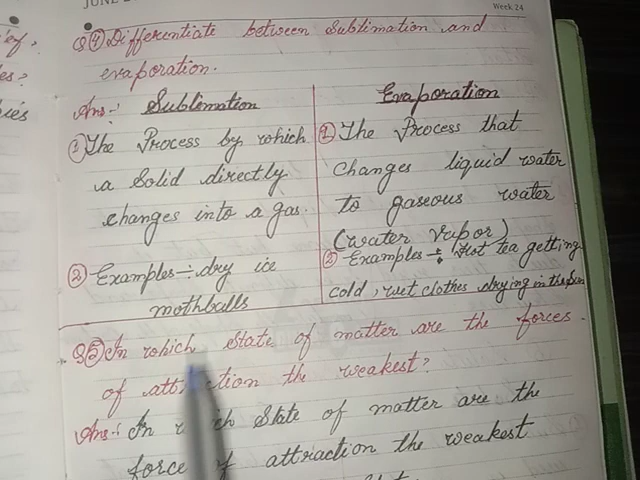 JUNE 2
Week 24
Q④ Differentiate between Sublimation and
evaporation.
Ans:- Sublimation
① The Process by which
a Solid directly
changes into a gas.
② Examples ÷ dry ice
mothballs
Evaporation
① The Process that
changes liquid water
to gaseous water
(water vapor)
② Examples ÷ Hot tea getting
cold, wet clothes drying in the Sun
Q⑤ In which state of matter are the forces
of attraction the weakest?
Ans:- In which State of matter are the
force of attraction the weakest